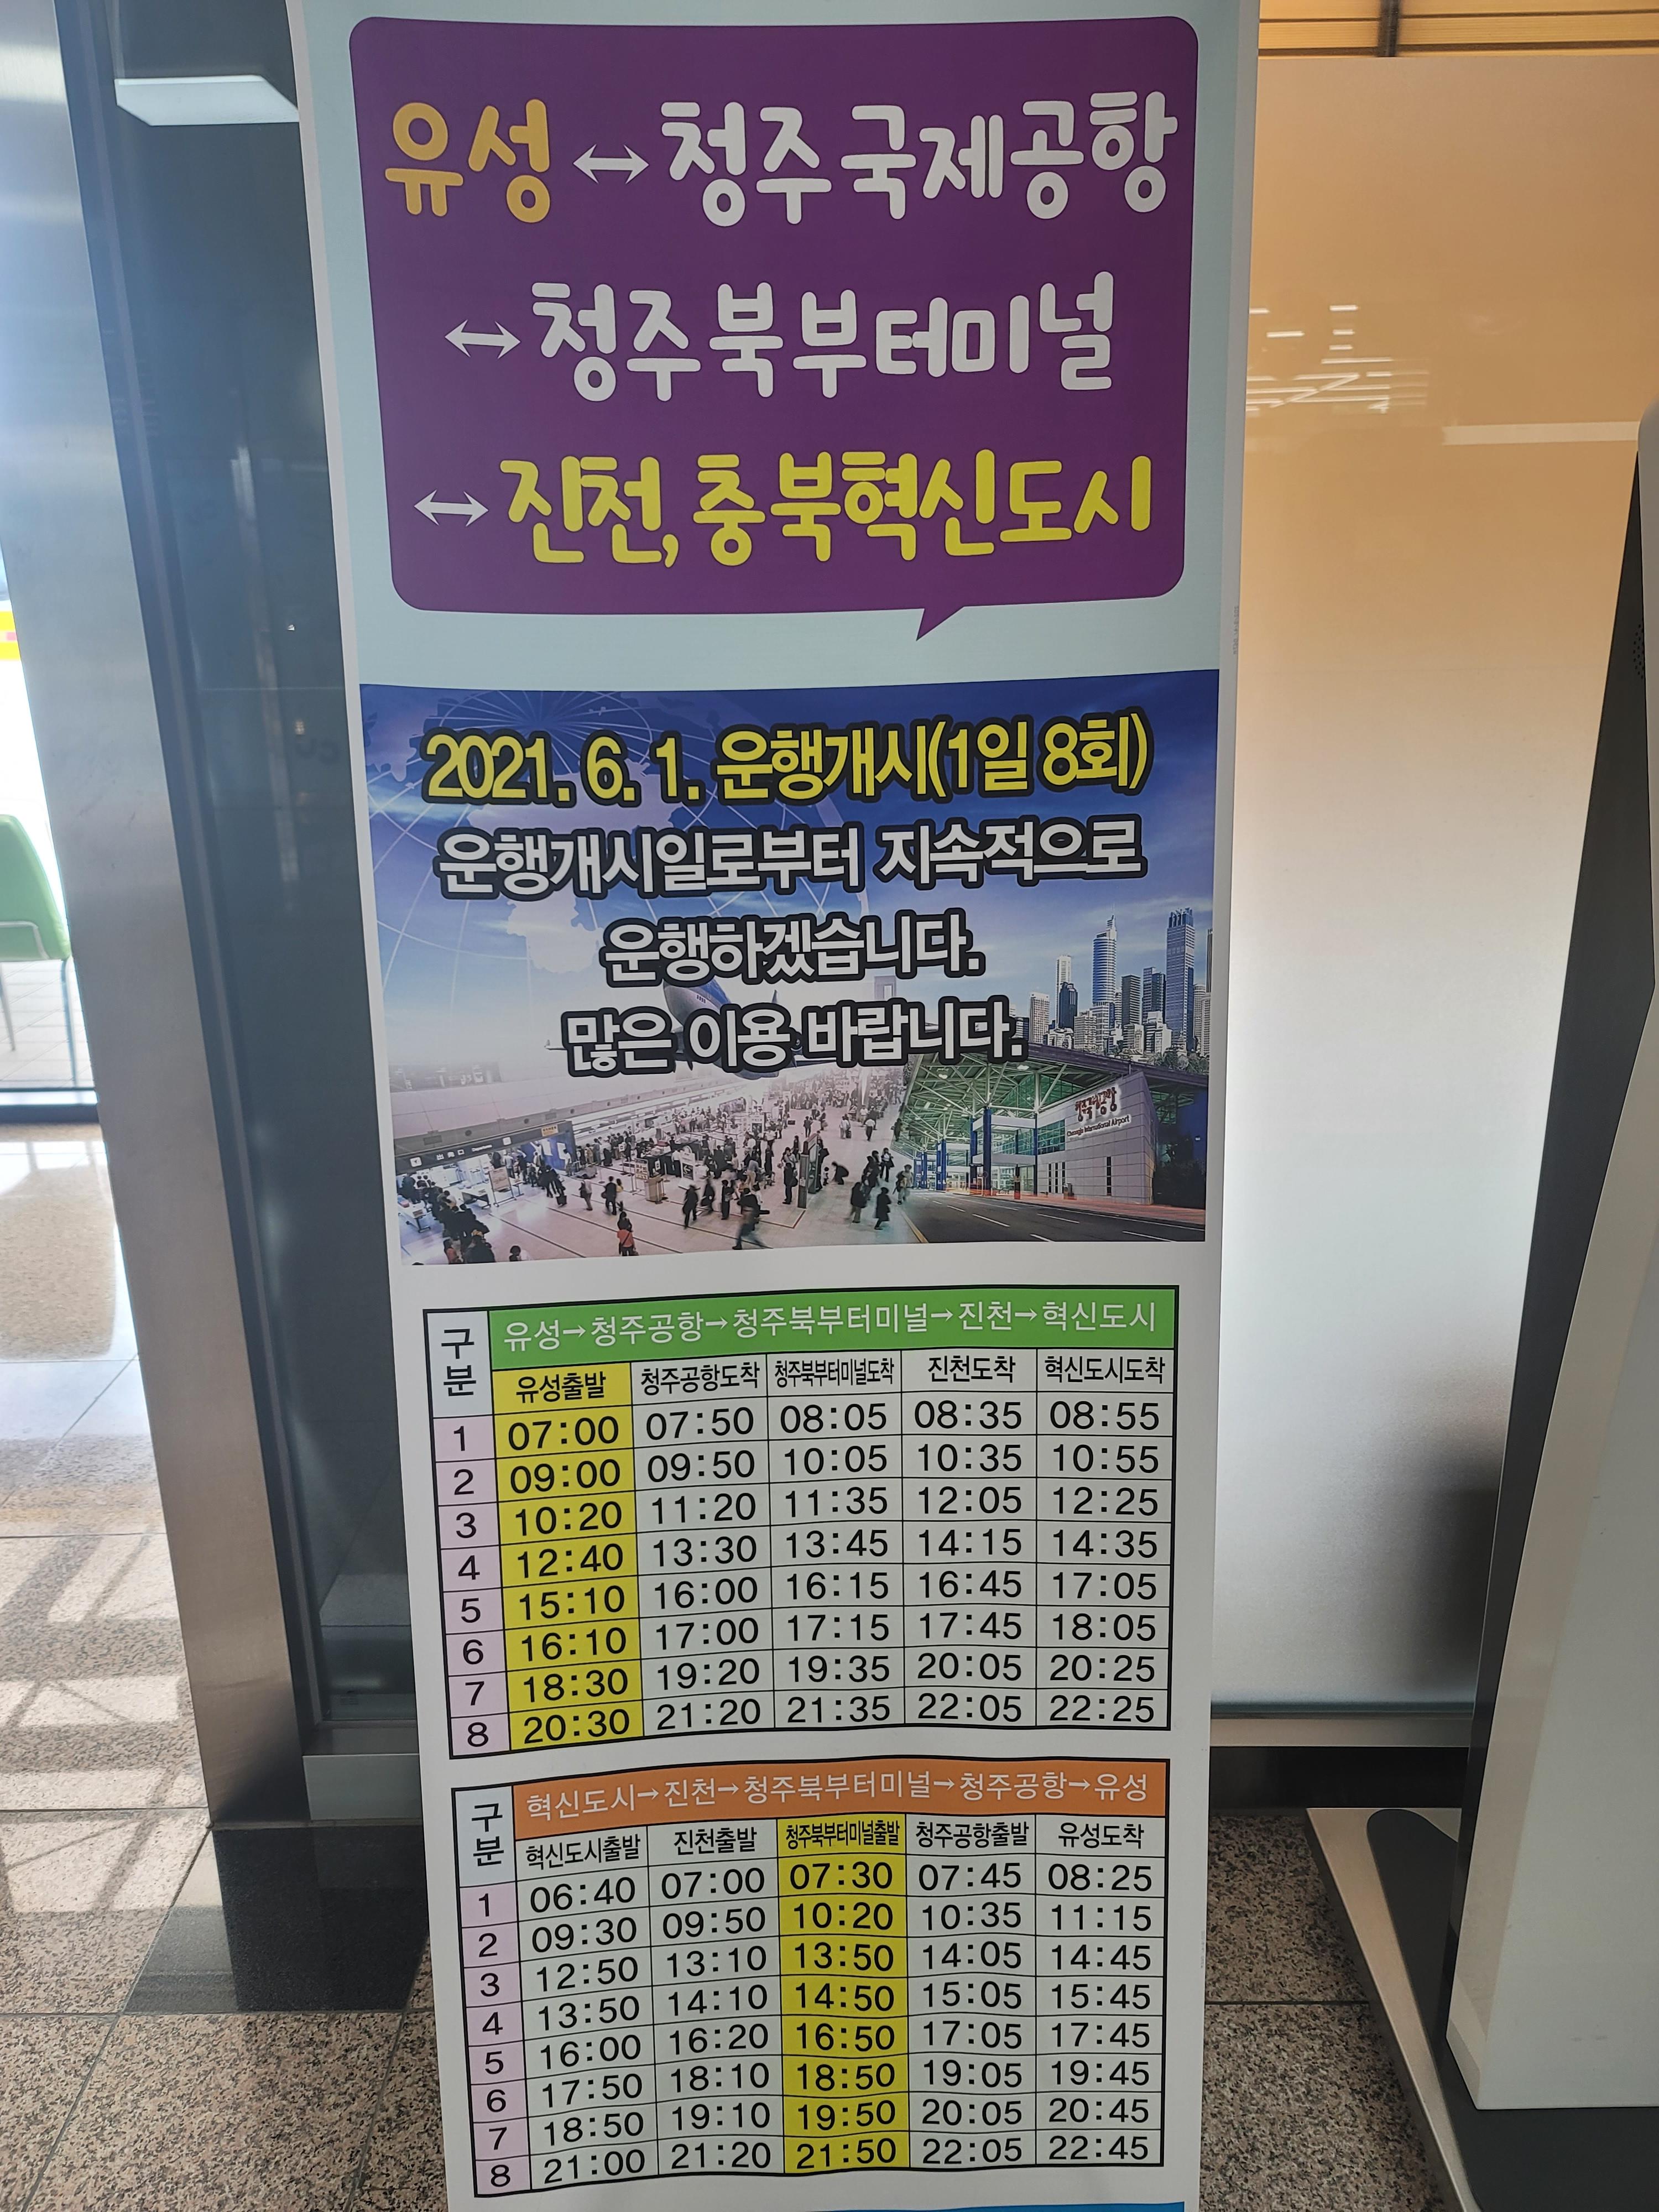 유성 ↔ 청주국제공항
↔ 청주북부터미널
↔ 진천, 충북혁신도시
2021. 6. 1. 운행개시(1일 8회)
운행개시일로부터 지속적으로
운행하겠습니다.
많은 이용 바랍니다.
청주국제공항
Cheongju International Airport
구분 유성→청주공항→청주북부터미널→진천→혁신도시
유성출발 청주공항도착 청주북부터미널도착 진천도착 혁신도시도착
1 07:00 07:50 08:05 08:35 08:55
2 09:00 09:50 10:05 10:35 10:55
3 10:20 11:20 11:35 12:05 12:25
4 12:40 13:30 13:45 14:15 14:35
5 15:10 16:00 16:15 16:45 17:05
6 16:10 17:00 17:15 17:45 18:05
7 18:30 19:20 19:35 20:05 20:25
8 20:30 21:20 21:35 22:05 22:25
구분 혁신도시→진천→청주북부터미널→청주공항→유성
혁신도시출발 진천출발 청주북부터미널출발 청주공항출발 유성도착
1 06:40 07:00 07:30 07:45 08:25
2 09:30 09:50 10:20 10:35 11:15
3 12:50 13:10 13:50 14:05 14:45
4 13:50 14:10 14:50 15:05 15:45
5 16:00 16:20 16:50 17:05 17:45
6 17:50 18:10 18:50 19:05 19:45
7 18:50 19:10 19:50 20:05 20:45
8 21:00 21:20 21:50 22:05 22:45